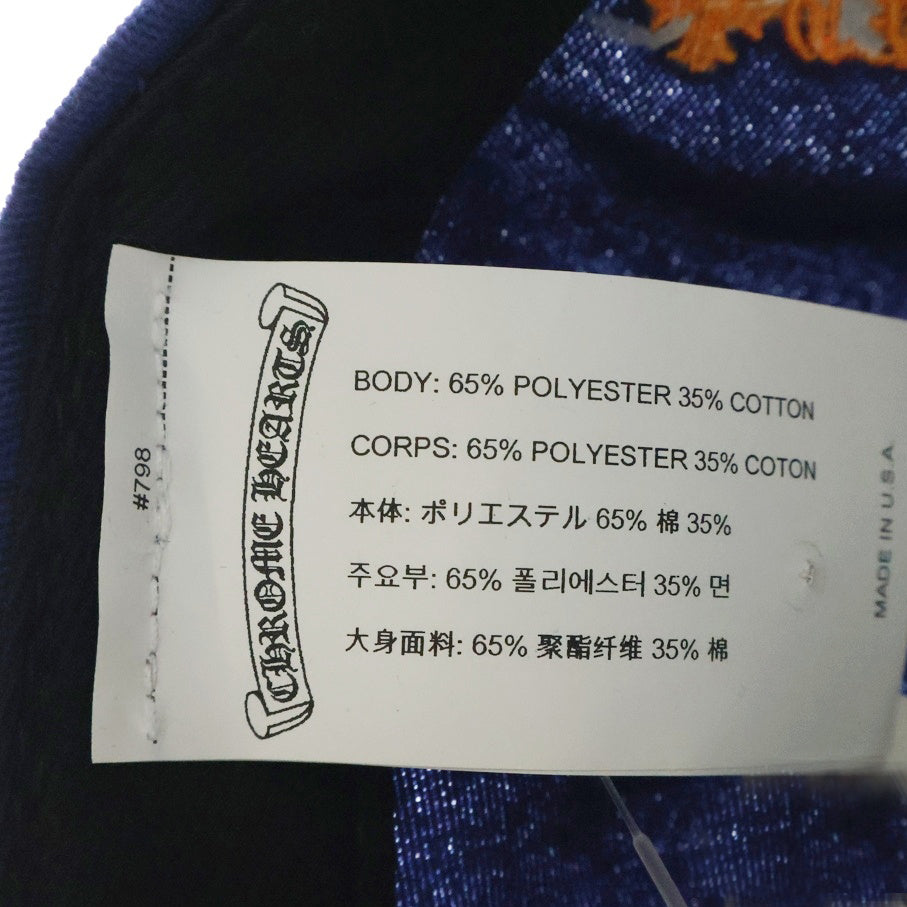 #798
CHROME HEARTS
BODY: 65% POLYESTER 35% COTTON
CORPS: 65% POLYESTER 35% COTON
本体: ポリエステル 65% 棉 35%
주요부: 65% 폴리에스터 35% 면
大身面料: 65% 聚酯纤维 35% 棉
MADE IN U.S.A